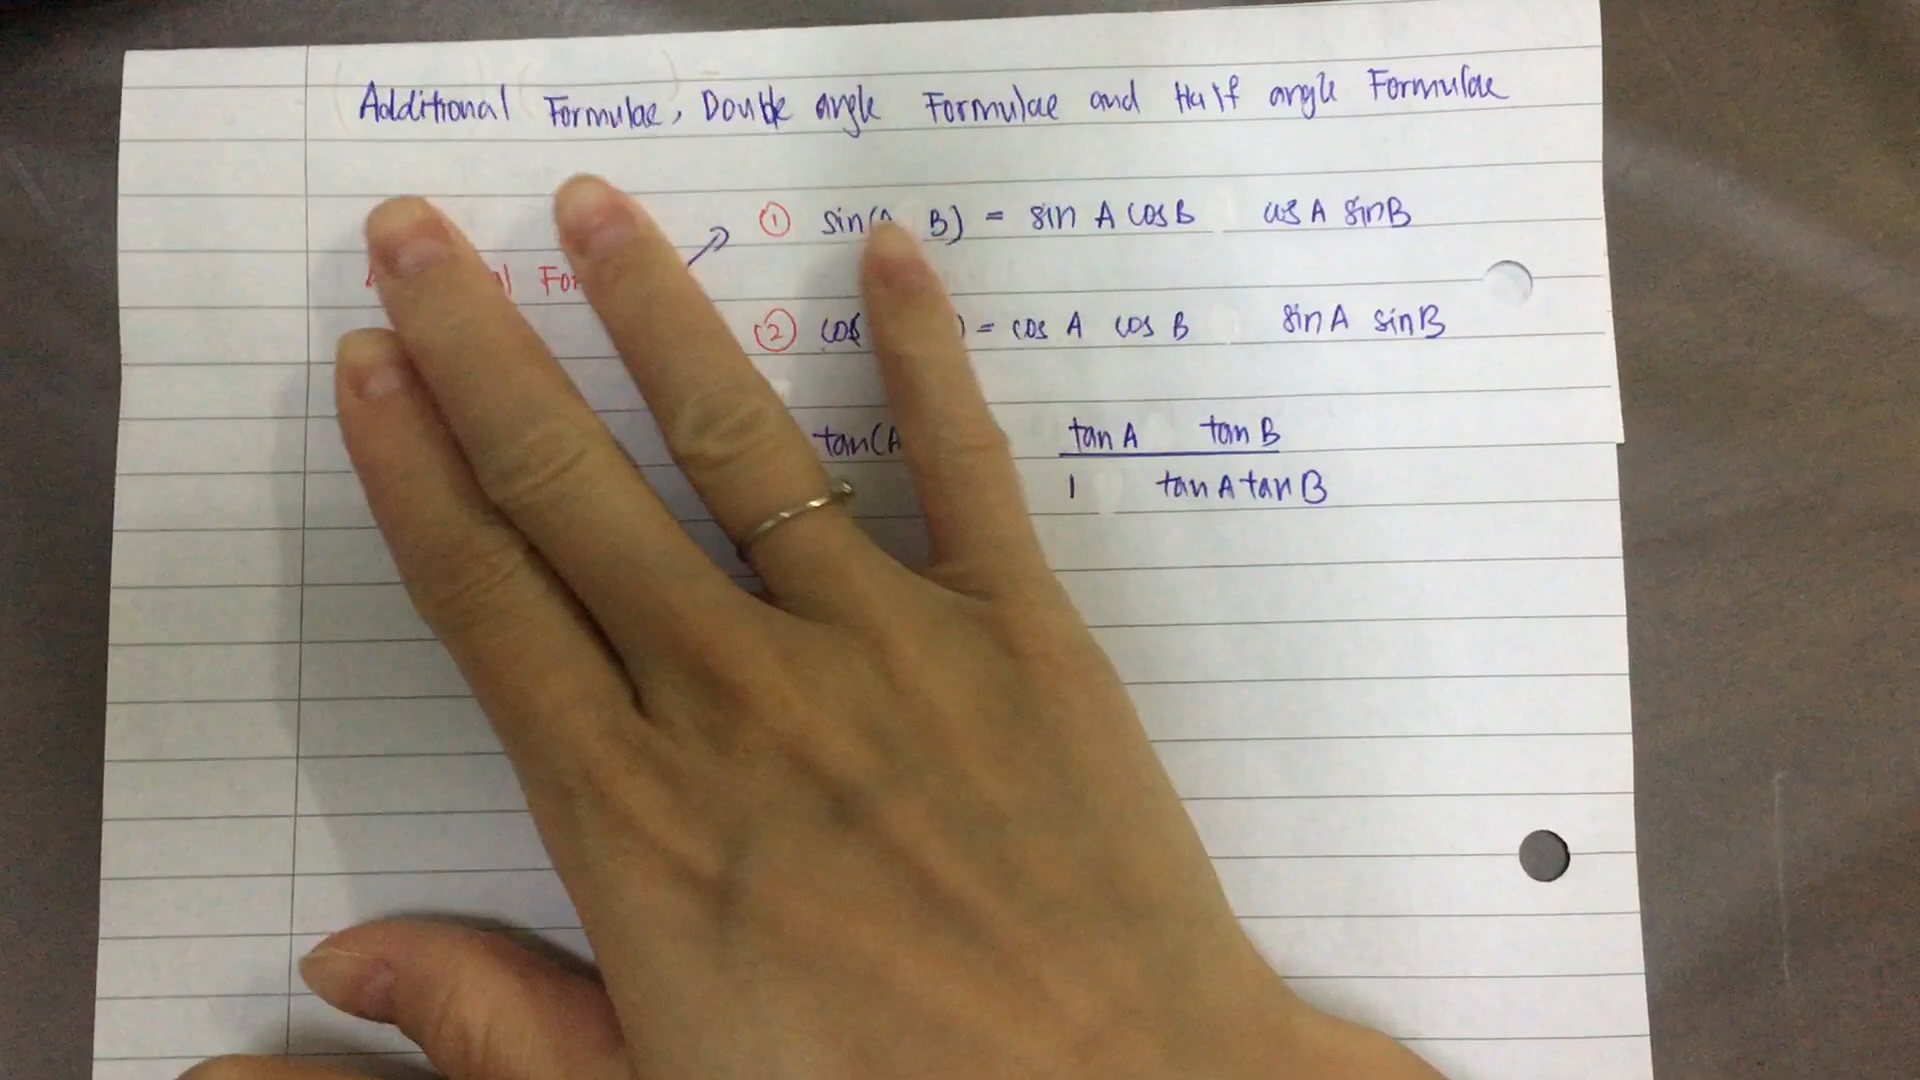 Additional Formulae, Double angle Formulae and Half angle Formulae
① sin(A B) = sin A cos B cos A sin B
② cos ) = cos A cos B sin A sin B
tan(A tan A tan B
1 tan A tan B